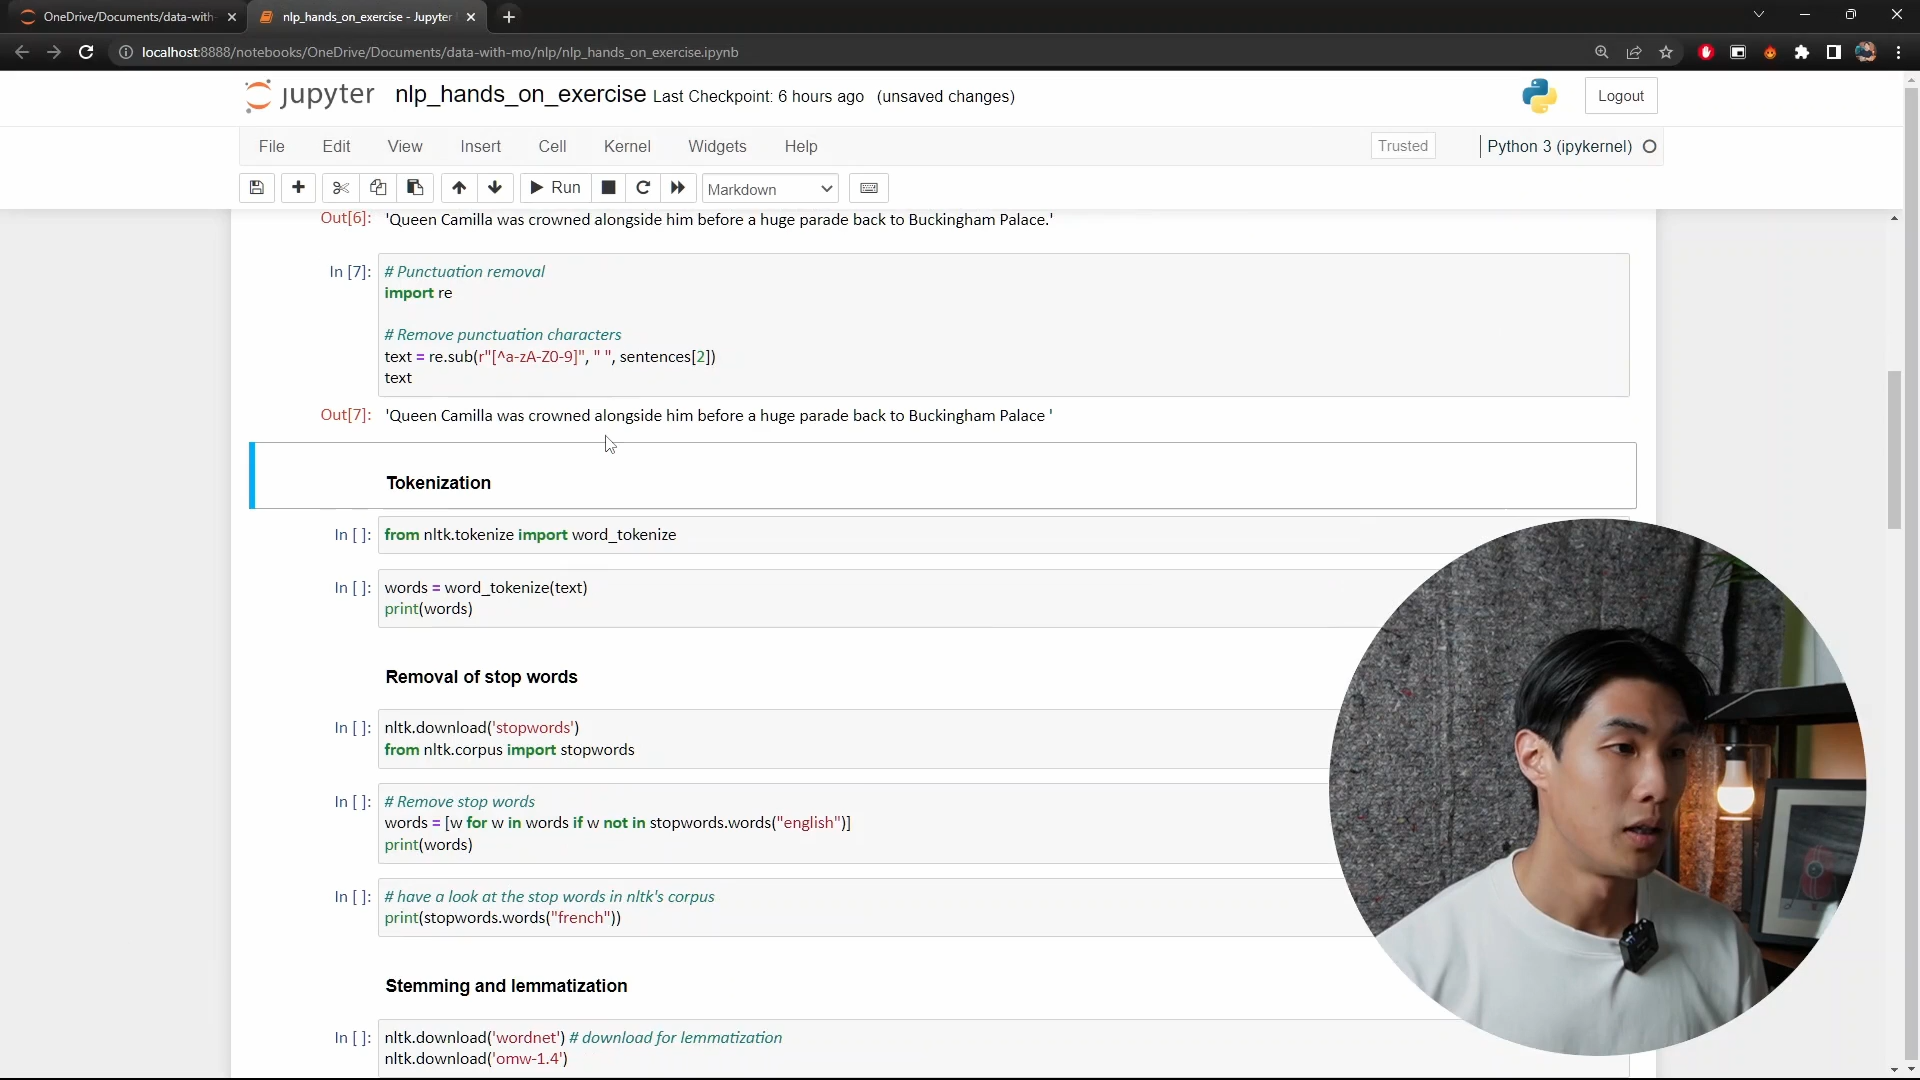 OneDrive/Documents/data-with-
nlp_hands_on_exercise - Jupyter
localhost:8888/notebooks/OneDrive/Documents/data-with-mo/nlp/nlp_hands_on_exercise.ipynb
jupyter nlp_hands_on_exercise Last Checkpoint: 6 hours ago (unsaved changes)
Logout
File Edit View Insert Cell Kernel Widgets Help
Trusted
Python 3 (ipykernel)
Run
Markdown
Out[6]: 'Queen Camilla was crowned alongside him before a huge parade back to Buckingham Palace.'
In [7]: # Punctuation removal
import re
# Remove punctuation characters
text = re.sub(r"[^a-zA-Z0-9]", " ", sentences[2])
text
Out[7]: 'Queen Camilla was crowned alongside him before a huge parade back to Buckingham Palace '
Tokenization
In [ ]: from nltk.tokenize import word_tokenize
In [ ]: words = word_tokenize(text)
print(words)
Removal of stop words
In [ ]: nltk.download('stopwords')
from nltk.corpus import stopwords
In [ ]: # Remove stop words
words = [w for w in words if w not in stopwords.words("english")]
print(words)
In [ ]: # have a look at the stop words in nltk's corpus
print(stopwords.words("french"))
Stemming and lemmatization
In [ ]: nltk.download('wordnet') # download for lemmatization
nltk.download('omw-1.4')